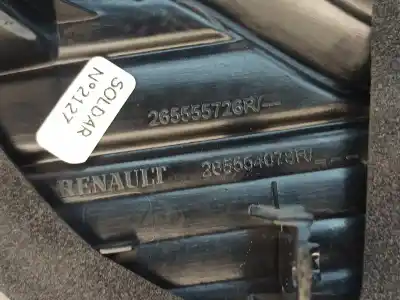 SOLDAR
Nº2127
265555726R/--
RENAULT 265554079R/_ _ _ _